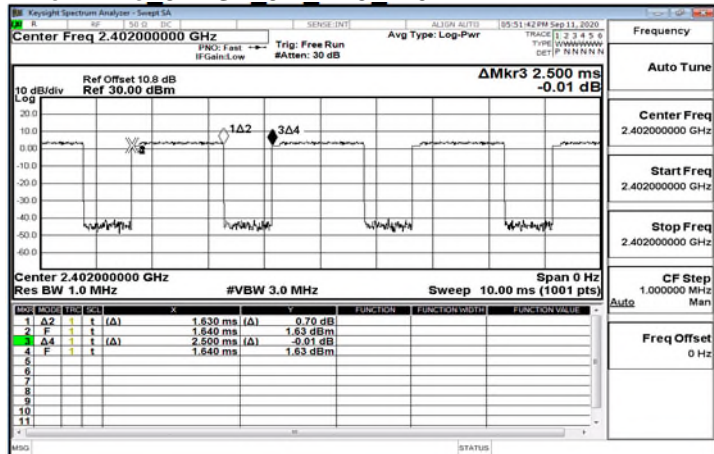 Keysight Spectrum Analyzer - Swept SA
R RF 50 Ω DC SENSE:INT ALIGN AUTO 05:51:42 PM Sep 11, 2020
Center Freq 2.402000000 GHz
PNO: Fast Trig: Free Run
IFGain:Low #Atten: 30 dB
Avg Type: Log-Pwr
TRACE 1 2 3 4 5 6
TYPE WWWWWW
DET P NNNNN
Ref Offset 10.8 dB
10 dB/div Ref 30.00 dBm
ΔMkr3 2.500 ms
-0.01 dB
Log
20.0
10.0
0.00
-10.0
-20.0
-30.0
-40.0
-50.0
-60.0
1Δ2
3Δ4
Center 2.402000000 GHz Span 0 Hz
Res BW 1.0 MHz #VBW 3.0 MHz Sweep 10.00 ms (1001 pts)
MKR MODE TRC SCL X Y FUNCTION FUNCTION WIDTH FUNCTION VALUE
1 Δ2 1 t (Δ) 1.630 ms (Δ) 0.70 dB
2 F 1 t 1.640 ms 1.63 dBm
3 Δ4 1 t (Δ) 2.500 ms (Δ) -0.01 dB
4 F 1 t 1.640 ms 1.63 dBm
5
6
7
8
9
10
11
MSG STATUS
Frequency
Auto Tune
Center Freq
2.402000000 GHz
Start Freq
2.402000000 GHz
Stop Freq
2.402000000 GHz
CF Step
1.000000 MHz
Auto Man
Freq Offset
0 Hz